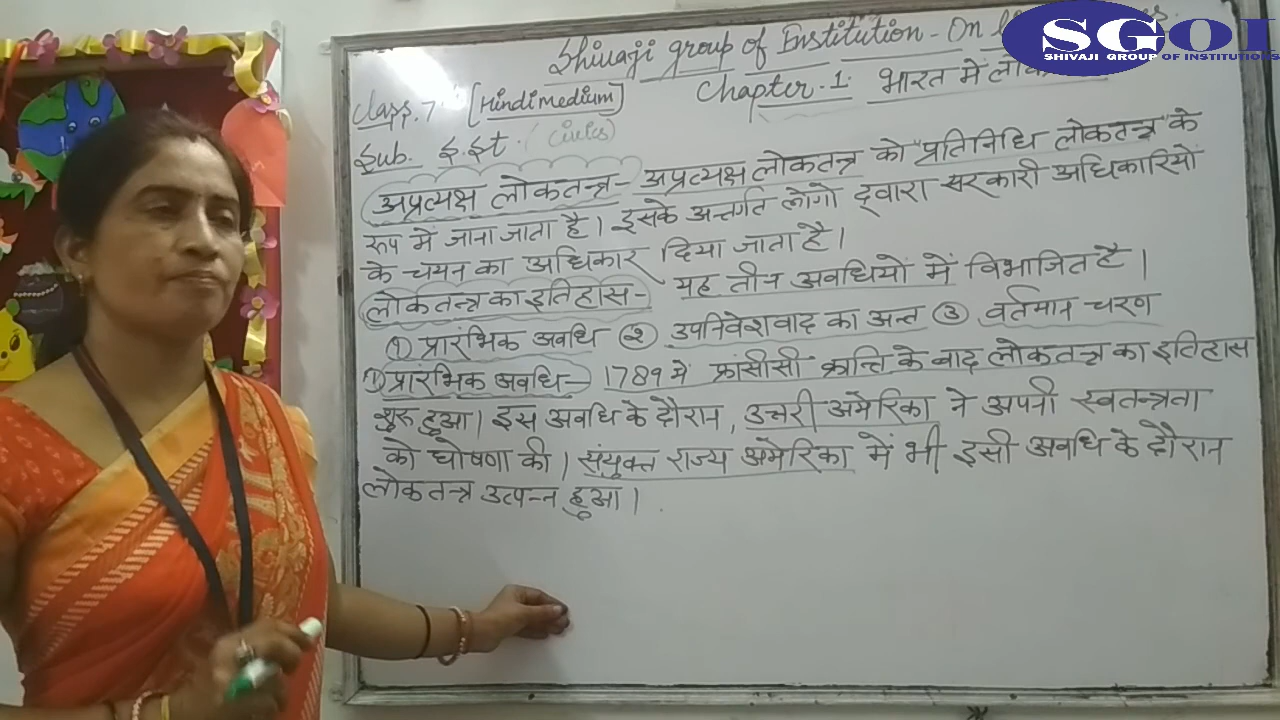 Shivaji group of Institution - On
SGOI
SHIVAJI GROUP OF INSTITUTIONS
Class. 7 [Hindi medium] Chapter-1. भारत में
Sub. S.St. (civics)
अप्रत्यक्ष लोकतन्त्र - अप्रत्यक्ष लोकतन्त्र को "प्रतिनिधि लोकतन्त्र" के
रूप में जाना जाता है। इसके अन्तर्गत लोगो द्वारा सरकारी अधिकारियों
के चयन का अधिकार दिया जाता है।
लोकतन्त्र का इतिहास - यह तीन अवधियों में विभाजित है।
① प्रारंभिक अवधि ② उपनिवेशवाद का अन्त ③ वर्तमान चरण
① प्रारंभिक अवधि - 1789 में फ्रांसीसी क्रान्ति के बाद लोकतन्त्र का इतिहास
शुरू हुआ। इस अवधि के दौरान, उत्तरी अमेरिका ने अपनी स्वतन्त्रता
को घोषणा की। संयुक्त राज्य अमेरिका में भी इसी अवधि के दौरान
लोकतन्त्र उत्पन्न हुआ।